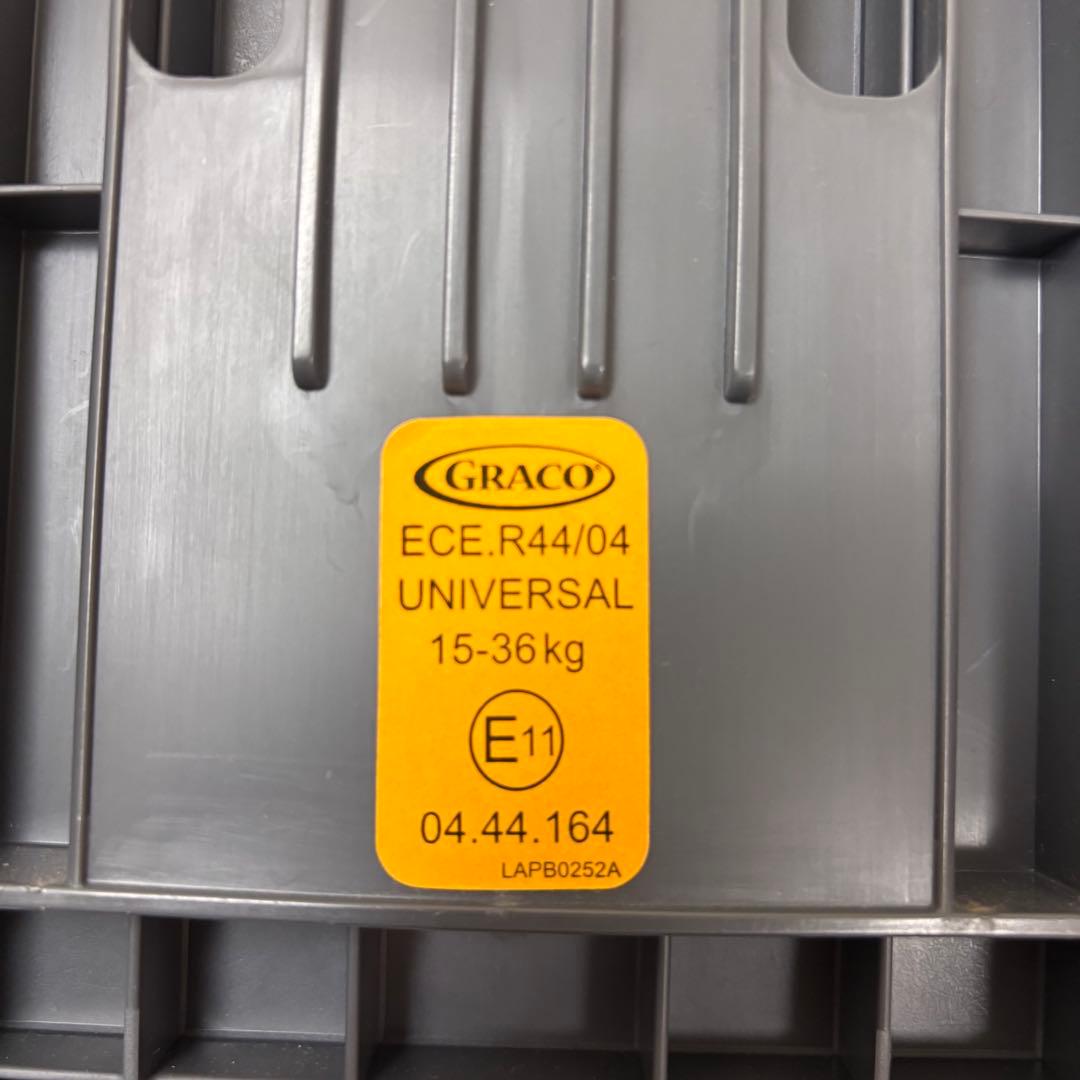 GRACO®
ECE.R44/04
UNIVERSAL
15-36kg
E11
04.44.164
LAPB0252A